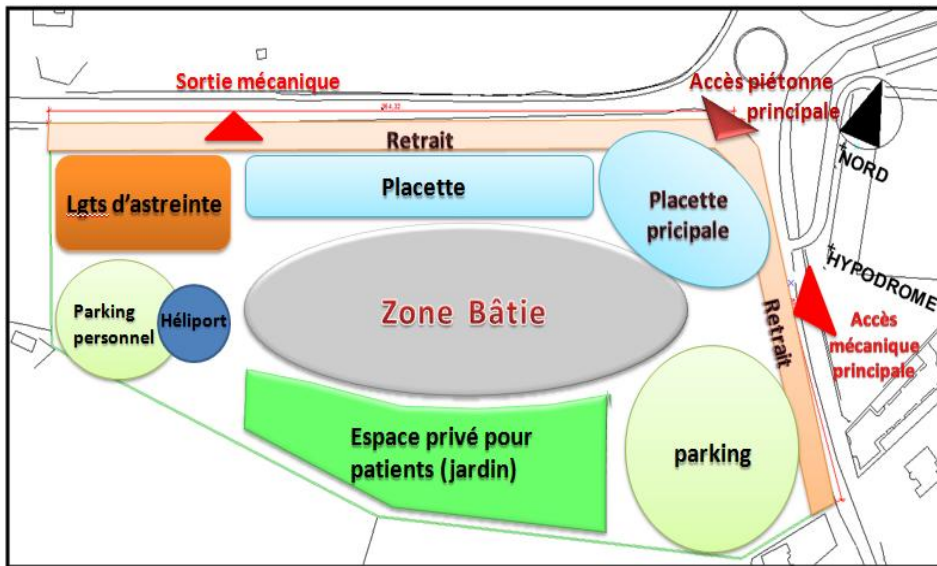 Sortie mécanique
Accès piétonne
principale
Retrait
NORD
Lgts d'astreinte
Placette
Placette
pricipale
HYPODROME
Parking
personnel
Héliport
Zone Bâtie
Retrait
Accès
mécanique
principale
Espace privé pour
patients (jardin)
parking